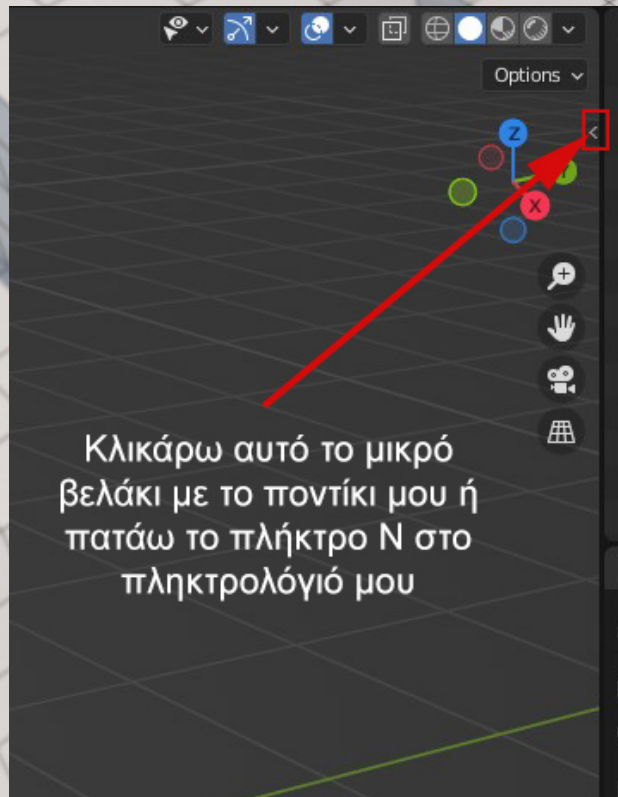 Options
Z
Y
X
Κλικάρω αυτό το μικρό
βελάκι με το ποντίκι μου ή
πατάω το πλήκτρο Ν στο
πληκτρολόγιό μου